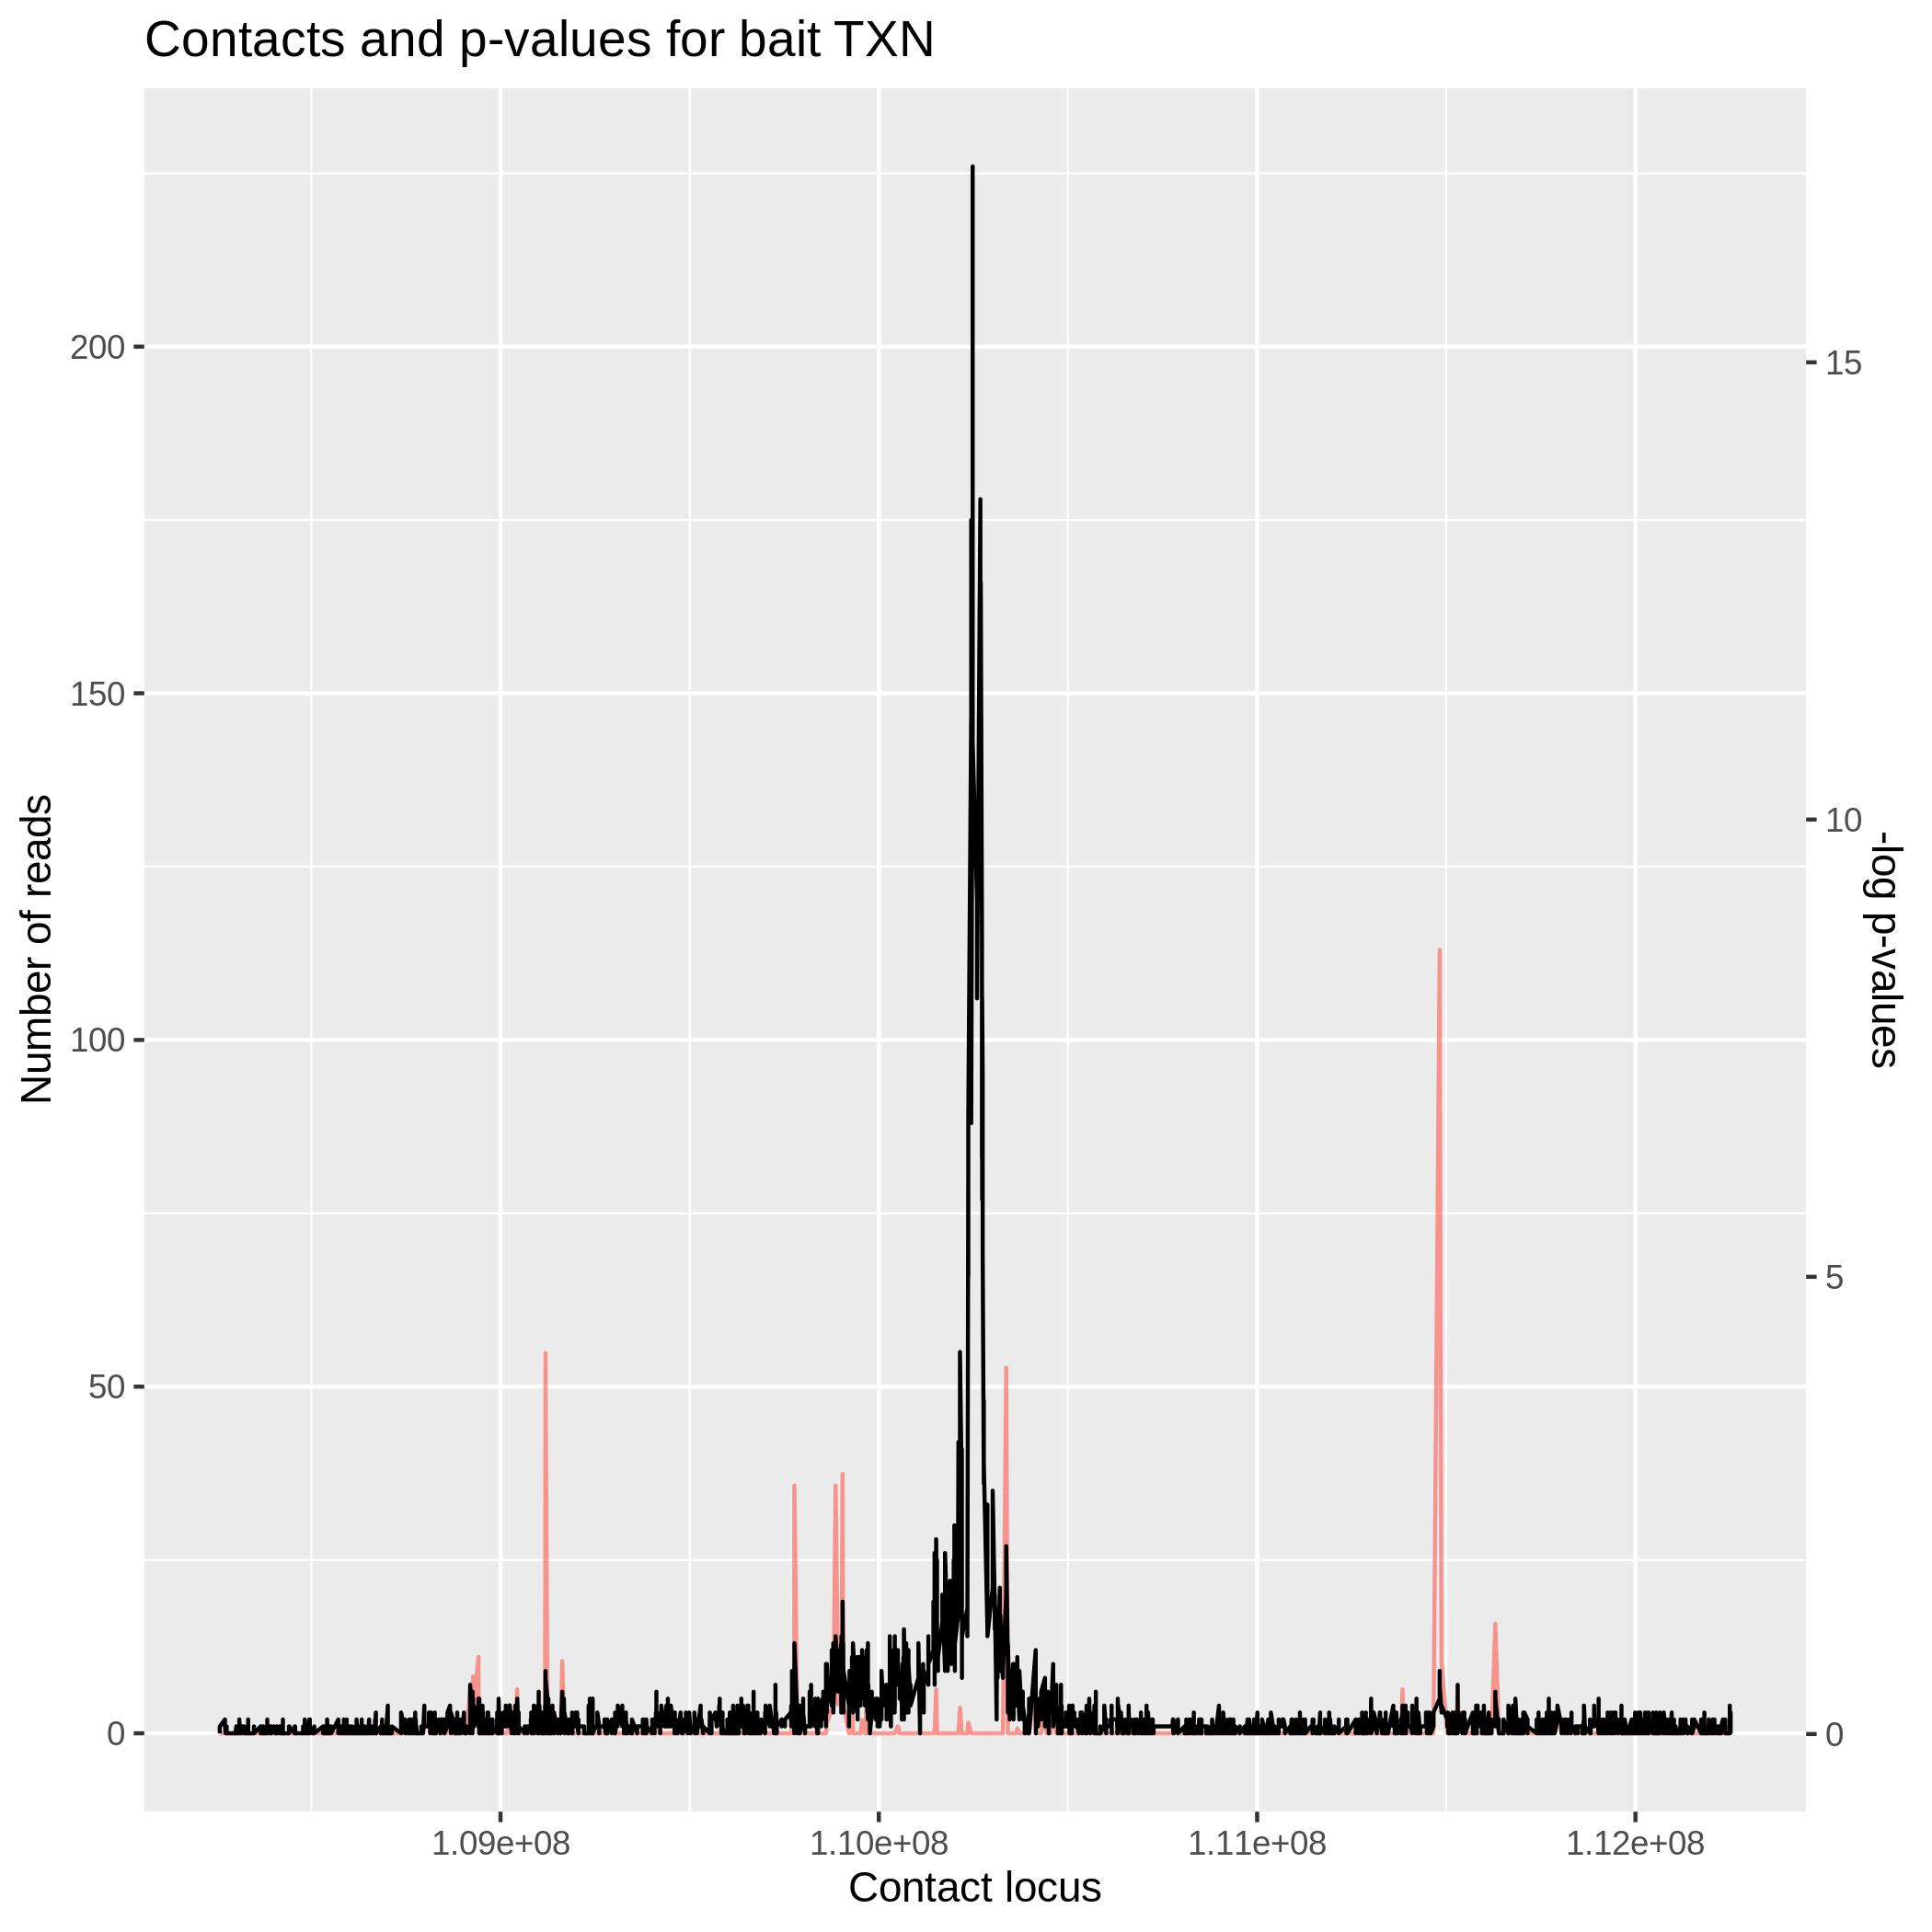 Contacts and p-values for bait TXN
Number of reads
200
150
100
50
0
15
10
5
0
-log p-values
1.09e+08
1.10e+08
1.11e+08
1.12e+08
Contact locus